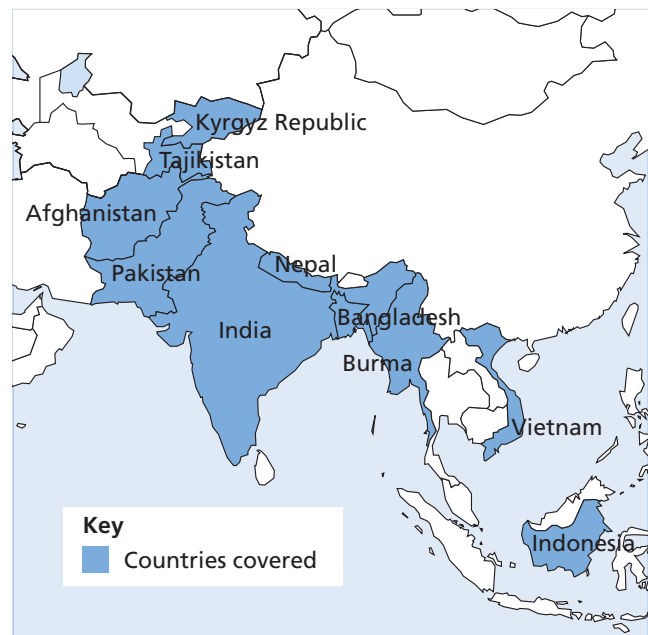 Kyrgyz Republic
Tajikistan
Afghanistan
Pakistan
Nepal
India
Bangladesh
Burma
Vietnam
Indonesia
Key
Countries covered